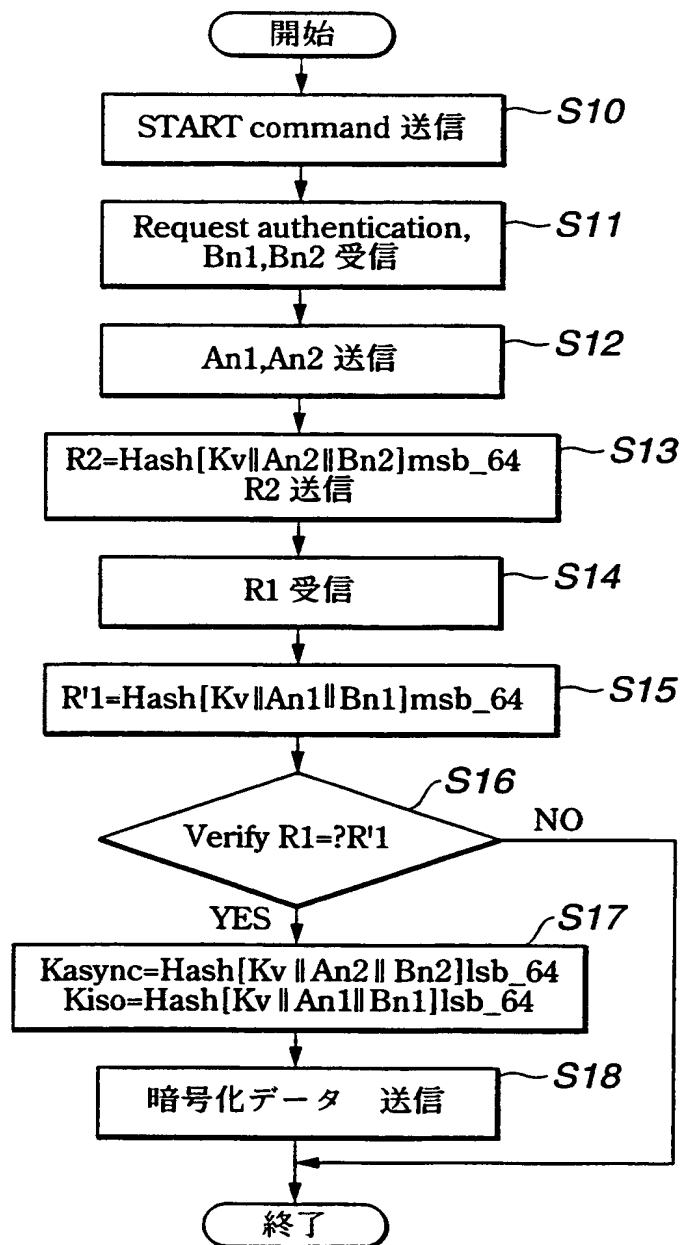 開始
START command 送信
S10
Request authentication,
Bn1,Bn2 受信
S11
An1,An2 送信
S12
R2=Hash[Kv||An2||Bn2]msb_64
R2 送信
S13
R1 受信
S14
R'1=Hash[Kv||An1||Bn1]msb_64
S15
Verify R1=?R'1
S16
NO
YES
Kasync=Hash[Kv||An2||Bn2]lsb_64
Kiso=Hash[Kv||An1||Bn1]lsb_64
S17
暗号化データ 送信
S18
終了